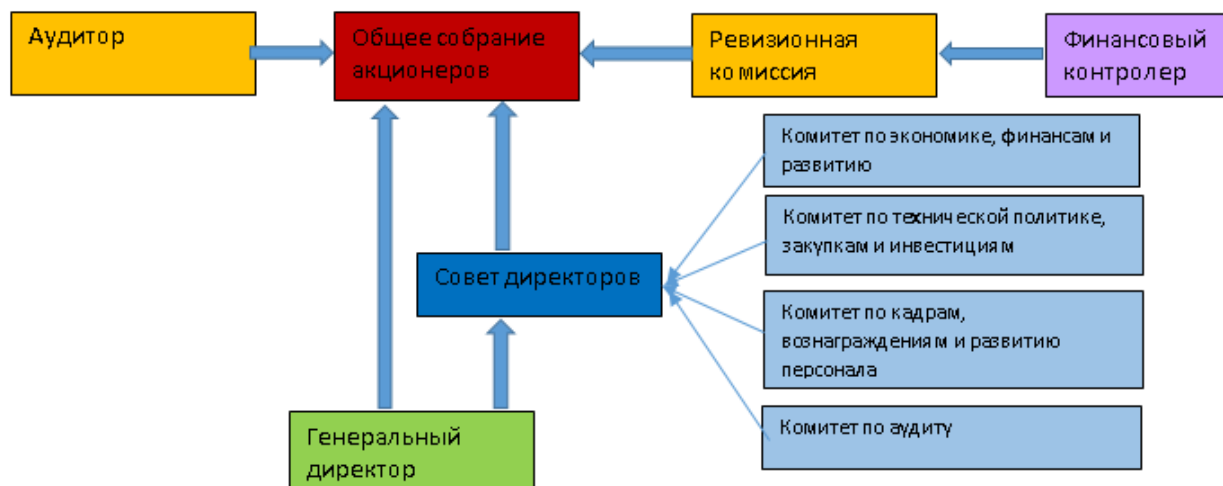 Аудитор
Общее собрание
акционеров
Ревизионная
комиссия
Финансовый
контролер
Комитет по экономике, финансам и
развитию
Комитет по технической политике,
закупкам и инвестициям
Совет директоров
Комитет по кадрам,
вознаграждениям и развитию
персонала
Комитет по аудиту
Генеральный
директор